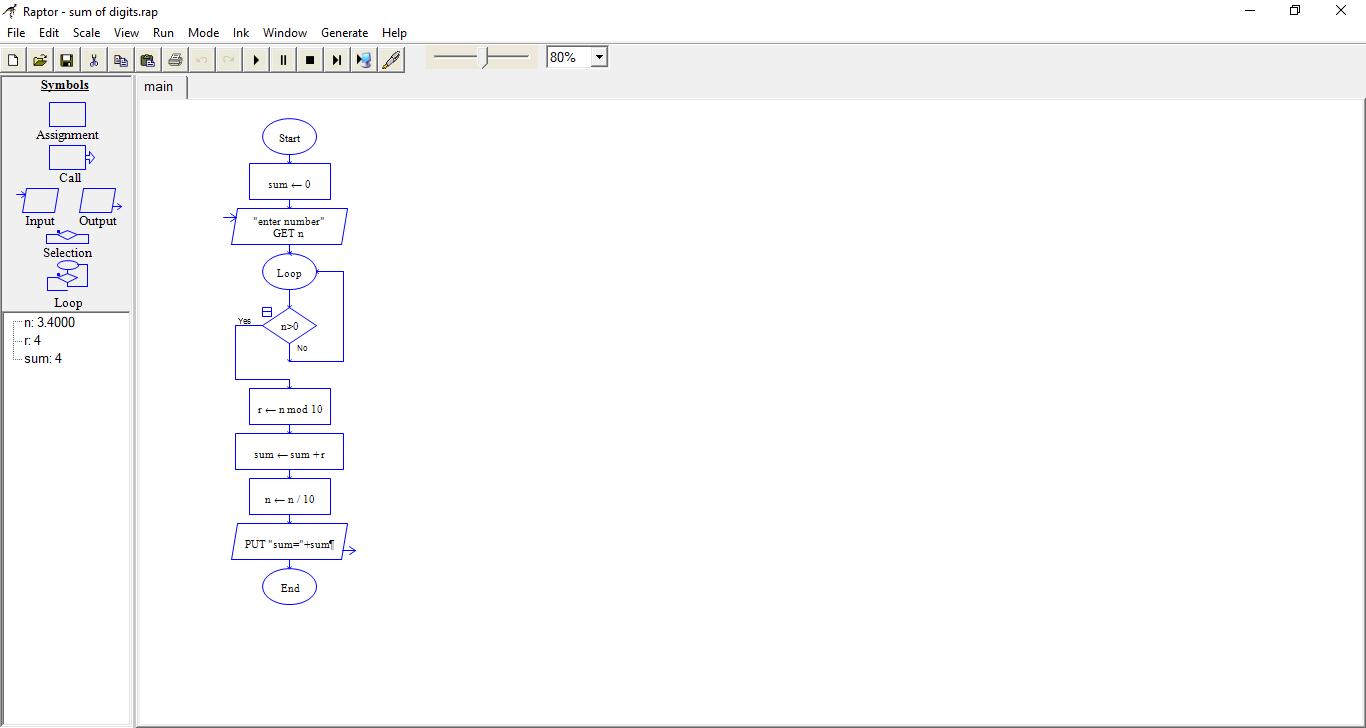 Raptor - sum of digits.rap
File Edit Scale View Run Mode Ink Window Generate Help
80%
Symbols
Assignment
Call
Input Output
Selection
Loop
n: 3.4000
r: 4
sum: 4
main
Start
sum ← 0
"enter number"
GET n
Loop
Yes
n>0
No
r ← n mod 10
sum ← sum +r
n ← n / 10
PUT "sum="+sum¶
End